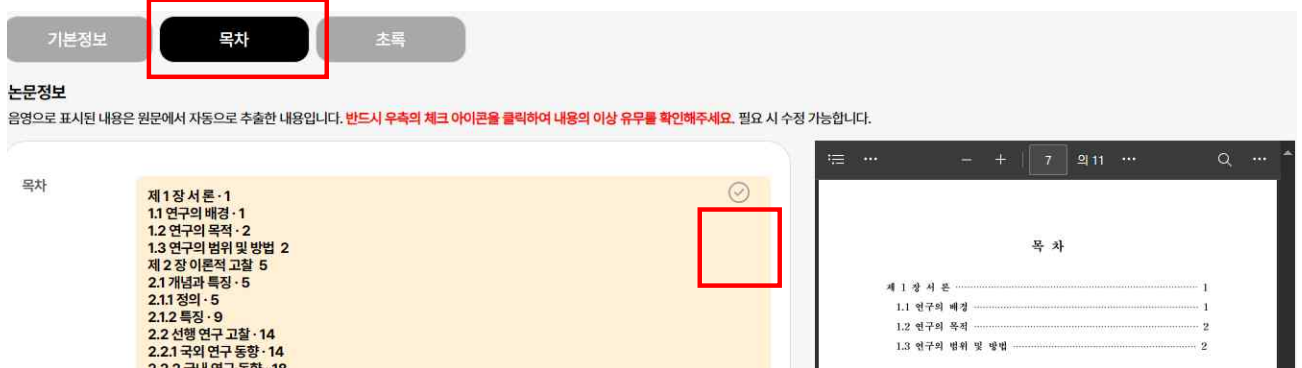 기본정보 목차 초록
논문정보
음영으로 표시된 내용은 원문에서 자동으로 추출한 내용입니다. 반드시 우측의 체크 아이콘을 클릭하여 내용의 이상 유무를 확인해주세요. 필요 시 수정 가능합니다.
목차
제 1 장 서 론 · 1
1.1 연구의 배경 · 1
1.2 연구의 목적 · 2
1.3 연구의 범위 및 방법 2
제 2 장 이론적 고찰 5
2.1 개념과 특징 · 5
2.1.1 정의 · 5
2.1.2 특징 · 9
2.2 선행 연구 고찰 · 14
2.2.1 국외 연구 동향 · 14
2.2.2 국내 연구 동향 · 18
7 의 11
목 차
제 1 장 서 론 1
1.1 연구의 배경 1
1.2 연구의 목적 2
1.3 연구의 범위 및 방법 2